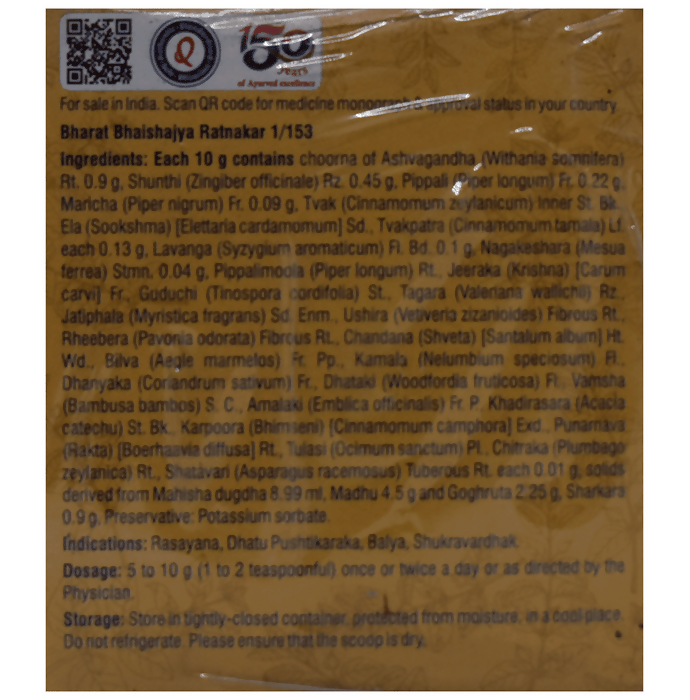 Q
150
Years
of Ayurved excellence
For sale in India. Scan QR code for medicine monograph & approval status in your country.
Bharat Bhaishajya Ratnakar 1/153
Ingredients: Each 10 g contains choorna of Ashvagandha (Withania somnifera)
Rt. 0.9 g, Shunthi (Zingiber officinale) Rz. 0.45 g, Pippali (Piper longum) Fr. 0.22 g,
Maricha (Piper nigrum) Fr. 0.09 g, Tvak (Cinnamomum zeylanicum) Inner St. Bk.,
Ela (Sookshma) [Elettaria cardamomum] Sd., Tvakpatra (Cinnamomum tamala) Lf.
each 0.13 g, Lavanga (Syzygium aromaticum) Fl. Bd. 0.1 g, Nagakeshara (Mesua
ferrea) Stmn. 0.04 g, Pippalimoola (Piper longum) Rt., Jeeraka (Krishna) [Carum
carvi] Fr., Guduchi (Tinospora cordifolia) St., Tagara (Valeriana wallichii) Rz.,
Jatiphala (Myristica fragrans) Sd. Enm., Ushira (Vetiveria zizanioides) Fibrous Rt.,
Rheebera (Pavonia odorata) Fibrous Rt., Chandana (Shveta) [Santalum album] Ht.
Wd., Bilva (Aegle marmelos) Fr. Pp., Kamala (Nelumbium speciosum) Fl.,
Dhanyaka (Coriandrum sativum) Fr., Dhataki (Woodfordia fruticosa) Fl., Vamsha
(Bambusa bambos) S. C., Amalaki (Emblica officinalis) Fr. P., Khadirasara (Acacia
catechu) St. Bk., Karpoora (Bhimseni) [Cinnamomum camphora] Exd., Punarnava
(Rakta) [Boerhaavia diffusa] Rt., Tulasi (Ocimum sanctum) Pl., Chitraka (Plumbago
zeylanica) Rt., Shatavari (Asparagus racemosus) Tuberous Rt. each 0.01 g, solids
derived from Mahisha dugdha 8.99 ml, Madhu 4.5 g and Goghruta 2.25 g, Sharkara
0.9 g, Preservative: Potassium sorbate.
Indications: Rasayana, Dhatu Pushtikaraka, Balya, Shukravardhak.
Dosage: 5 to 10 g (1 to 2 teaspoonful) once or twice a day or as directed by the
Physician.
Storage: Store in tightly-closed container, protected from moisture, in a cool place.
Do not refrigerate. Please ensure that the scoop is dry.